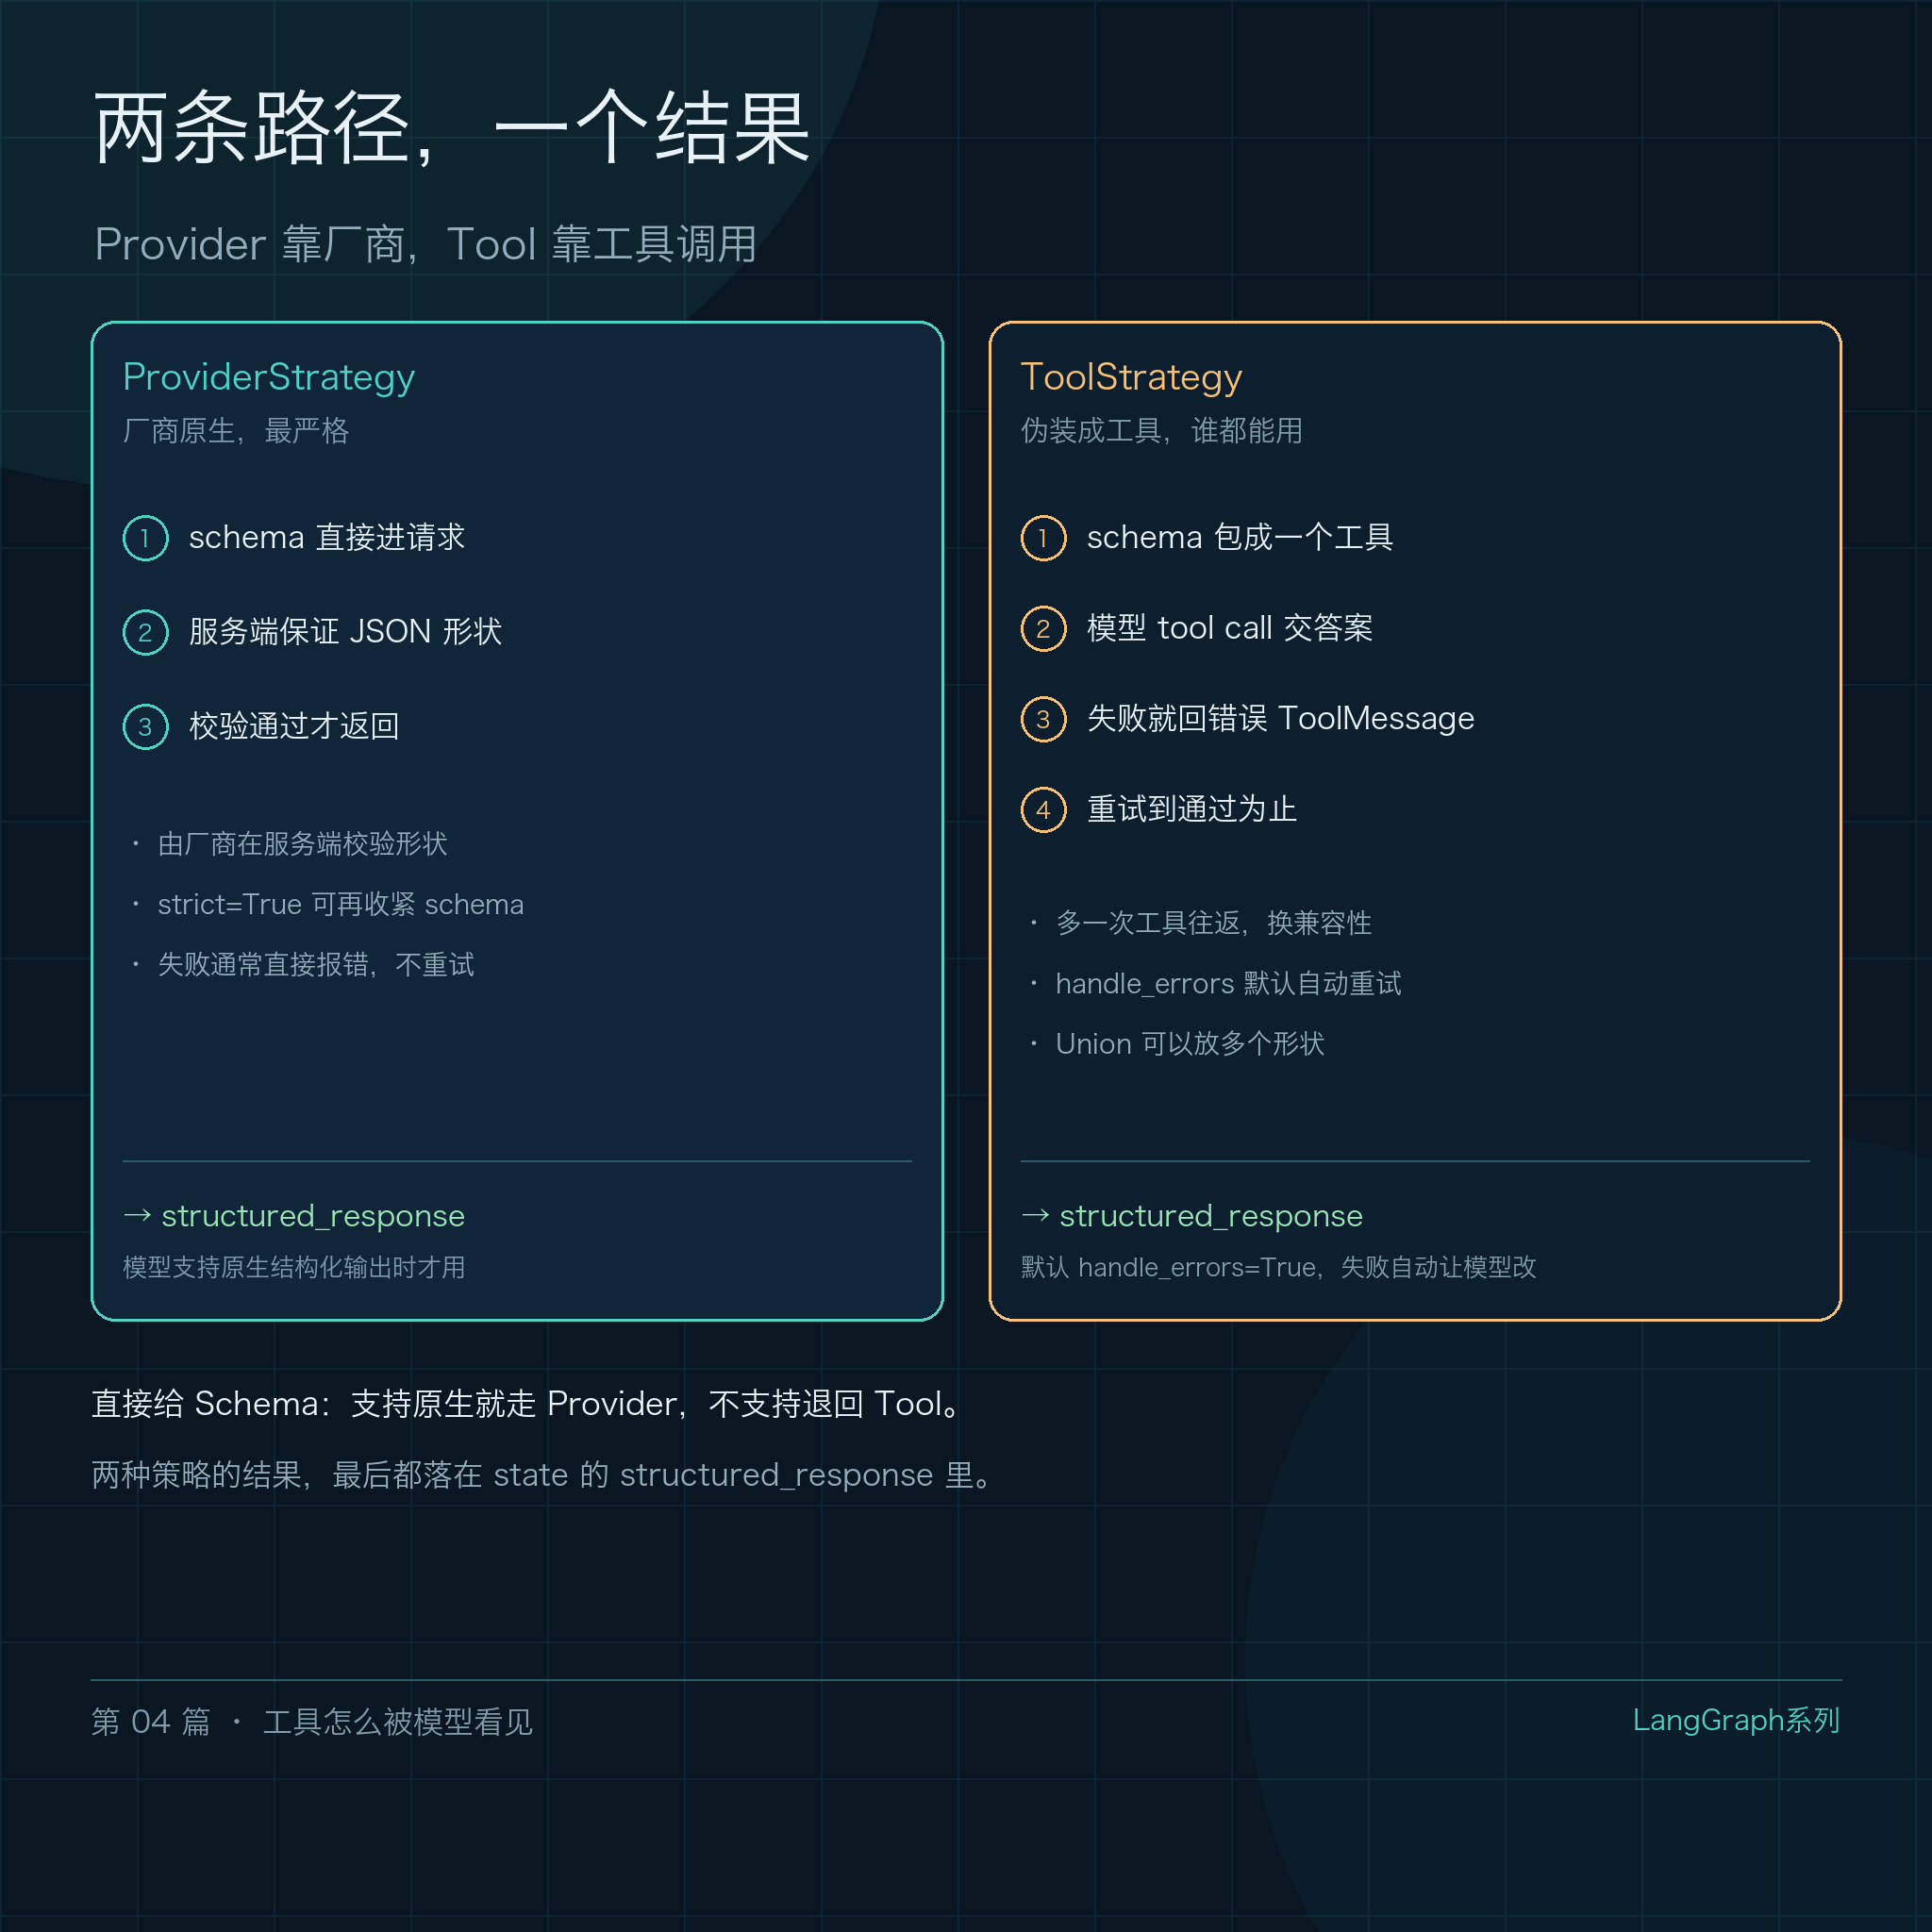 两条路径，一个结果
Provider 靠厂商，Tool 靠工具调用
ProviderStrategy
厂商原生，最严格
1 schema 直接进请求
2 服务端保证 JSON 形状
3 校验通过才返回
· 由厂商在服务端校验形状
· strict=True 可再收紧 schema
· 失败通常直接报错，不重试
→ structured_response
模型支持原生结构化输出时才用
ToolStrategy
伪装成工具，谁都能用
1 schema 包成一个工具
2 模型 tool call 交答案
3 失败就回错误 ToolMessage
4 重试到通过为止
· 多一次工具往返，换兼容性
· handle_errors 默认自动重试
· Union 可以放多个形状
→ structured_response
默认 handle_errors=True，失败自动让模型改
直接给 Schema：支持原生就走 Provider，不支持退回 Tool。
两种策略的结果，最后都落在 state 的 structured_response 里。
第 04 篇 · 工具怎么被模型看见
LangGraph系列